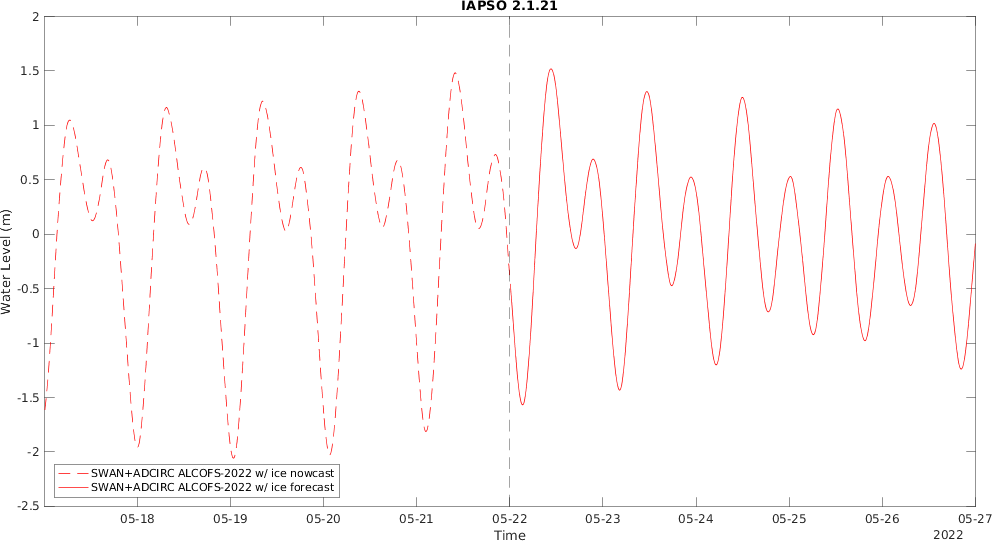 IAPSO 2.1.21
Water Level (m)
2
1.5
1
0.5
0
-0.5
-1
-1.5
-2
-2.5
SWAN+ADCIRC ALCOFS-2022 w/ ice nowcast
SWAN+ADCIRC ALCOFS-2022 w/ ice forecast
05-18 05-19 05-20 05-21 05-22 05-23 05-24 05-25 05-26 05-27
Time
2022